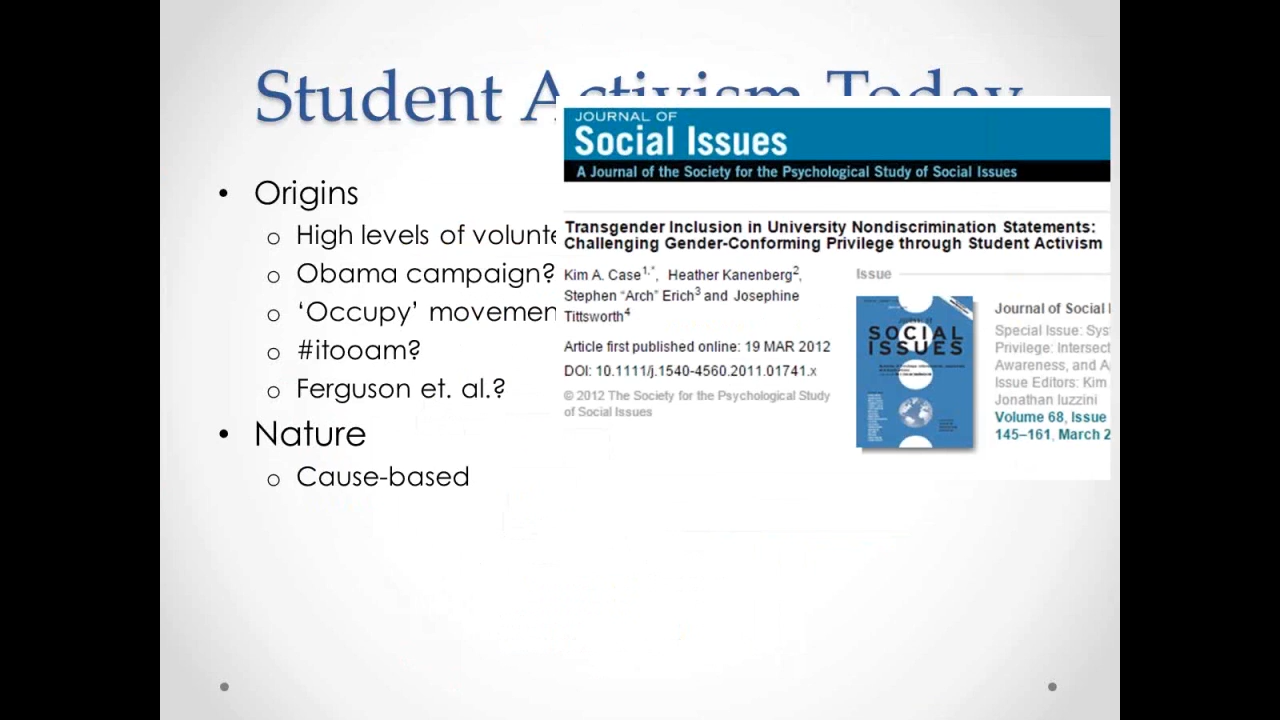 Student Activism Today
• Origins
o High levels of volunte
o Obama campaign?
o ‘Occupy’ movemen
o #itooam?
o Ferguson et. al.?
• Nature
o Cause-based
JOURNAL OF
Social Issues
A Journal of the Society for the Psychological Study of Social Issues
Transgender Inclusion in University Nondiscrimination Statements:
Challenging Gender-Conforming Privilege through Student Activism
Kim A. Case1,*, Heather Kanenberg2,
Stephen “Arch” Erich3 and Josephine
Tittsworth4
Article first published online: 19 MAR 2012
DOI: 10.1111/j.1540-4560.2011.01741.x
© 2012 The Society for the Psychological Study
of Social Issues
Issue
SOCIAL
ISSUES
Journal of Social I
Special Issue: Sys
Privilege: Intersect
Awareness, and A
Issue Editors: Kim
Jonathan Iuzzini
Volume 68, Issue
145–161, March 2